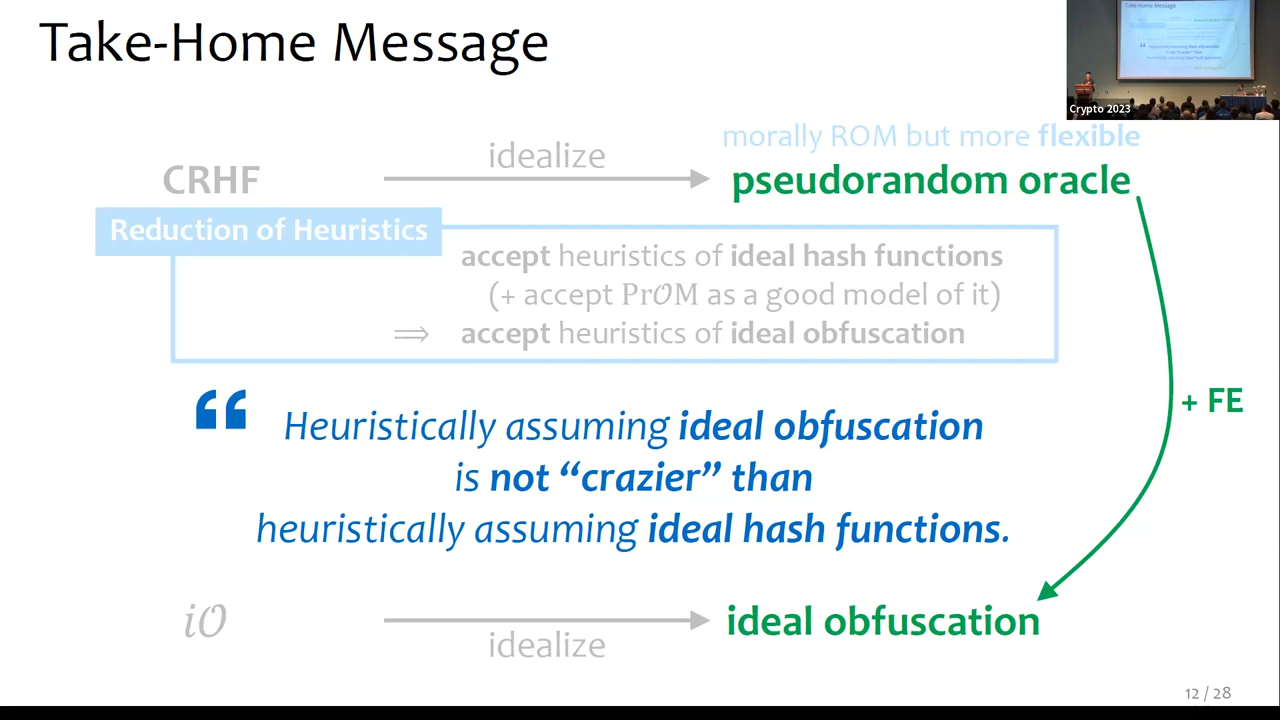 Take-Home Message
Crypto 2023
morally ROM but more flexible
idealize
CRHF
pseudorandom oracle
Reduction of Heuristics
accept heuristics of ideal hash functions
(+ accept Pr𝒪M as a good model of it)
⟹ accept heuristics of ideal obfuscation
+ FE
“ Heuristically assuming ideal obfuscation
is not “crazier” than
heuristically assuming ideal hash functions.
i𝒪
ideal obfuscation
idealize
12 / 28